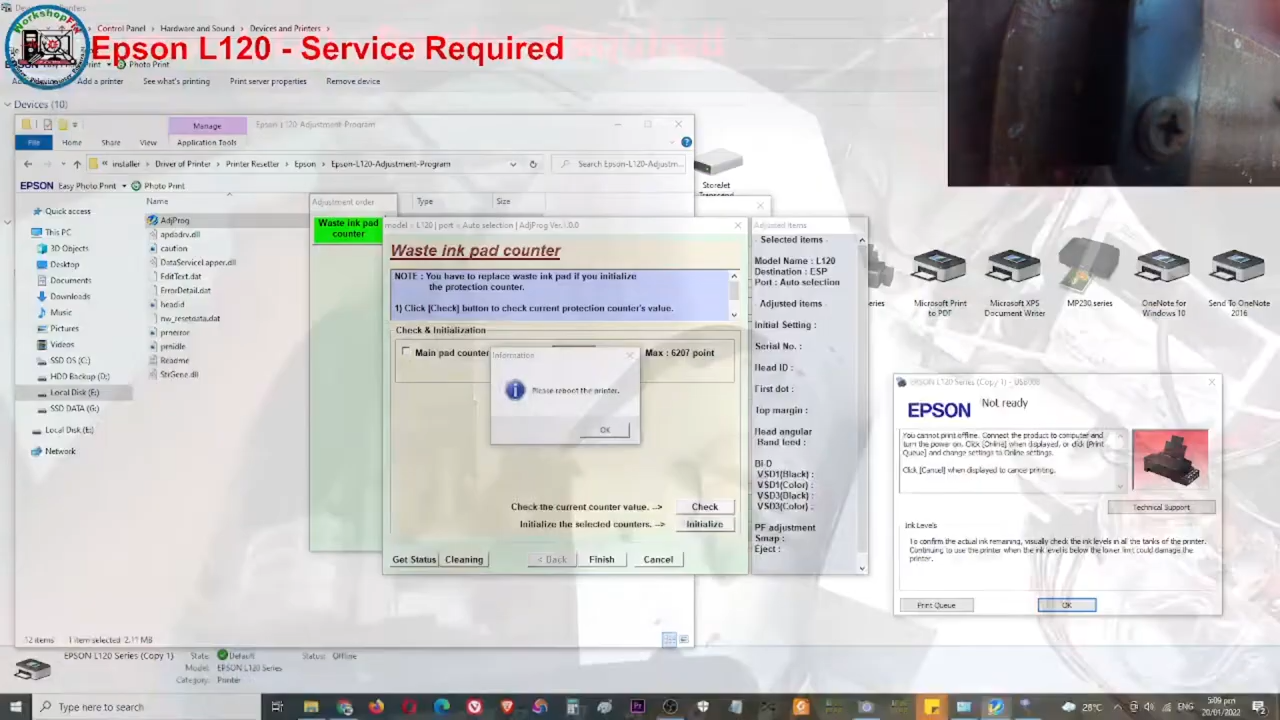 WorkshopFix
Control Panel › Hardware and Sound › Devices and Printers ›
Epson L120 - Service Required
Photo Print
Add a printer
See what's printing
Print server properties
Remove device
Devices (10)
Manage
Epson-L120-Adjustment-Program
File
Home
Share
View
Application Tools
« installer › Driver of Printer › Printer Resetter › Epson › Epson-L120-Adjustment-Program
Search Epson-L120-Adjustm...
EPSON Easy Photo Print
Photo Print
StoreJet
Transcend
Quick access
This PC
3D Objects
Desktop
Documents
Downloads
Music
Pictures
Videos
SSD OS (C:)
HDD Backup (D:)
Local Disk (E:)
SSD DATA (G:)
Local Disk (E:)
Network
Name
Type
Size
AdjProg
apdadrv.dll
caution
DataServiceLapper.dll
EditText.dat
ErrorDetail.dat
headid
nw_resetdata.dat
prnerror
prnidle
Readme
StrGene.dll
Adjustment order
Waste ink pad
counter
model = L120 | port = Auto selection | AdjProg Ver.1.0.0
Waste ink pad counter
NOTE : You have to replace waste ink pad if you initialize
the protection counter.
1) Click [Check] button to check current protection counter's value.
Check & Initialization
Main pad counter
Max : 6207 point
Information
Please reboot the printer.
OK
Check the current counter value. -->
Check
Initialize the selected counters. -->
Initialize
Get Status
Cleaning
< Back
Finish
Cancel
Adjusted items
Selected items
Model Name : L120
Destination : ESP
Port : Auto selection
Adjusted items
Initial Setting :
Serial No. :
Head ID :
First dot :
Top margin :
Head angular
Band feed :
Bi-D
VSD1(Black) :
VSD1(Color) :
VSD3(Black) :
VSD3(Color) :
PF adjustment
Smap :
Eject :
Microsoft Print
to PDF
Microsoft XPS
Document Writer
MP230 series
OneNote for
Windows 10
Send To OneNote
2016
EPSON L120 Series (Copy 1) - USB003
EPSON
Not ready
You cannot print offline. Connect the product to computer and
turn the power on. Click [Online] when displayed, or click [Print
Queue] and change settings to Online settings.
Click [Cancel] when displayed to cancel printing.
Technical Support
Ink Levels
To confirm the actual ink remaining, visually check the ink levels in all the tanks of the printer.
Continuing to use the printer when the ink level is below the lower limit could damage the
printer.
Print Queue
OK
12 items
1 item selected 2.11 MB
EPSON L120 Series (Copy 1)
State: Default
Status: Offline
Model: EPSON L120 Series
Category: Printer
Type here to search
28°C
5:09 pm
20/01/2022